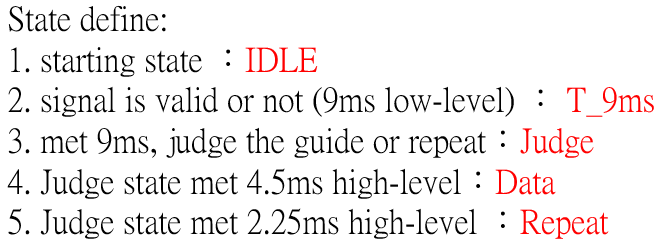 State define:
1. starting state ：IDLE
2. signal is valid or not (9ms low-level) ： T_9ms
3. met 9ms, judge the guide or repeat：Judge
4. Judge state met 4.5ms high-level：Data
5. Judge state met 2.25ms high-level ：Repeat